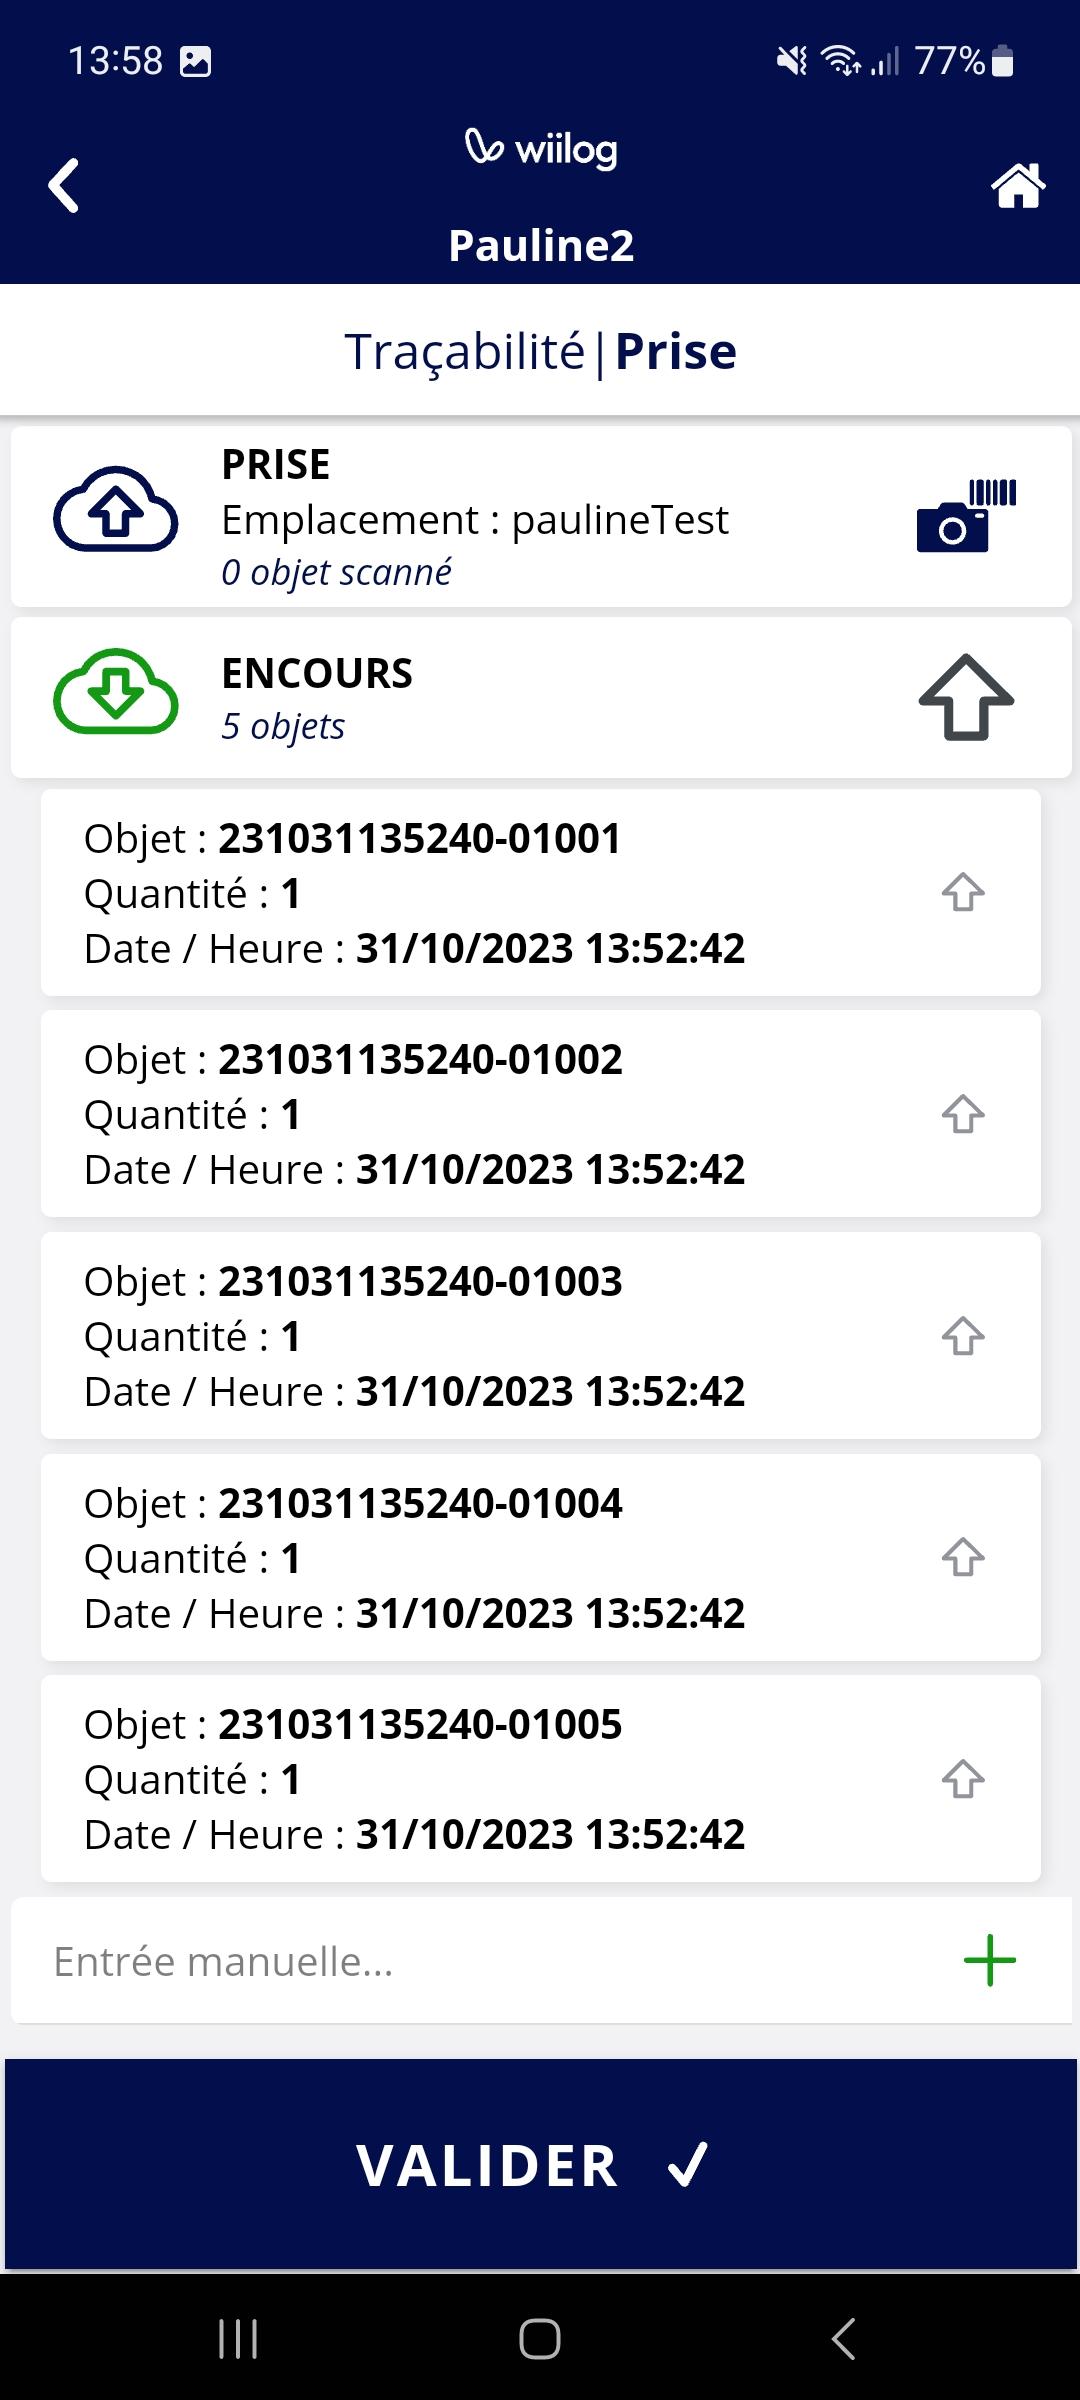 13:58
77%
wiilog
Pauline2
Traçabilité|Prise
PRISE
Emplacement : paulineTest
0 objet scanné
ENCOURS
5 objets
Objet : 231031135240-01001
Quantité : 1
Date / Heure : 31/10/2023 13:52:42
Objet : 231031135240-01002
Quantité : 1
Date / Heure : 31/10/2023 13:52:42
Objet : 231031135240-01003
Quantité : 1
Date / Heure : 31/10/2023 13:52:42
Objet : 231031135240-01004
Quantité : 1
Date / Heure : 31/10/2023 13:52:42
Objet : 231031135240-01005
Quantité : 1
Date / Heure : 31/10/2023 13:52:42
Entrée manuelle...
VALIDER